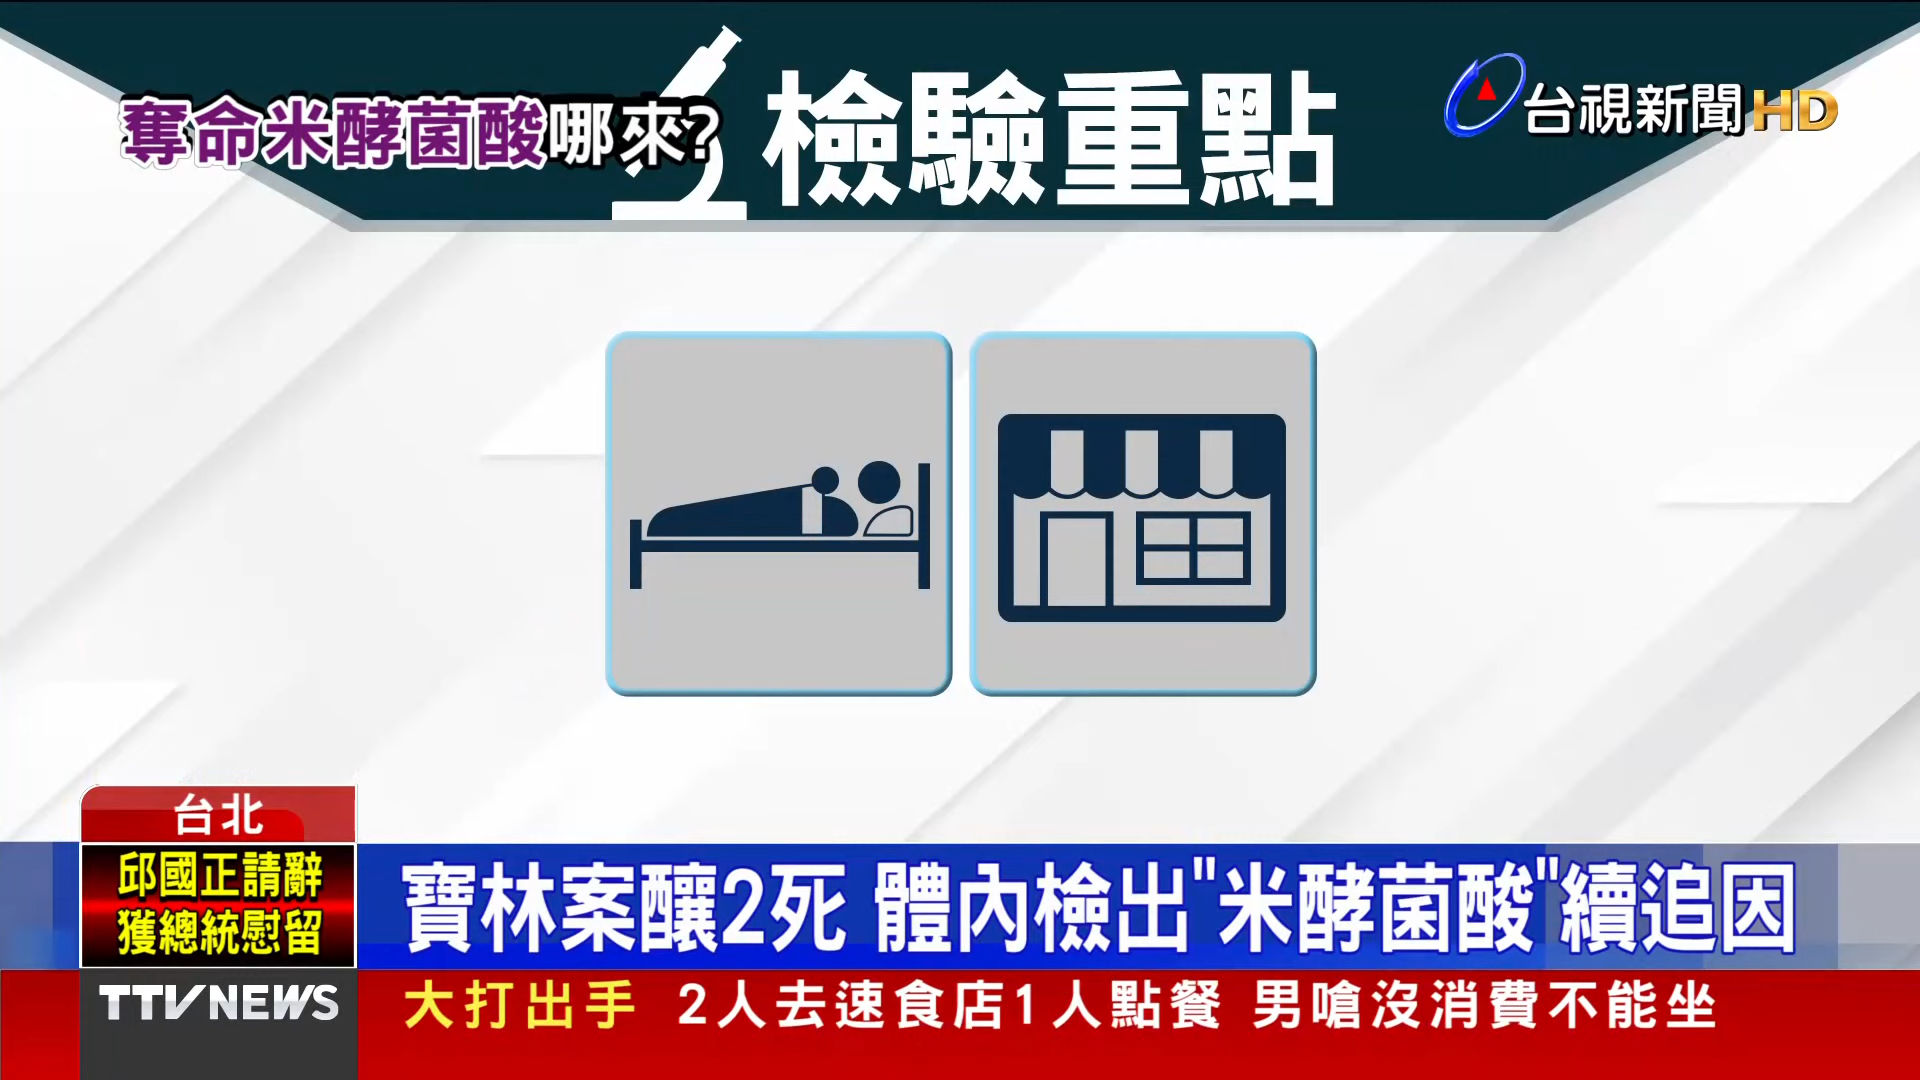 奪命米酵菌酸哪來?
檢驗重點
台視新聞HD
台北
邱國正請辭
獲總統慰留
寶林案釀2死 體內檢出"米酵菌酸"續追因
TTV NEWS
大打出手 2人去速食店1人點餐 男嗆沒消費不能坐